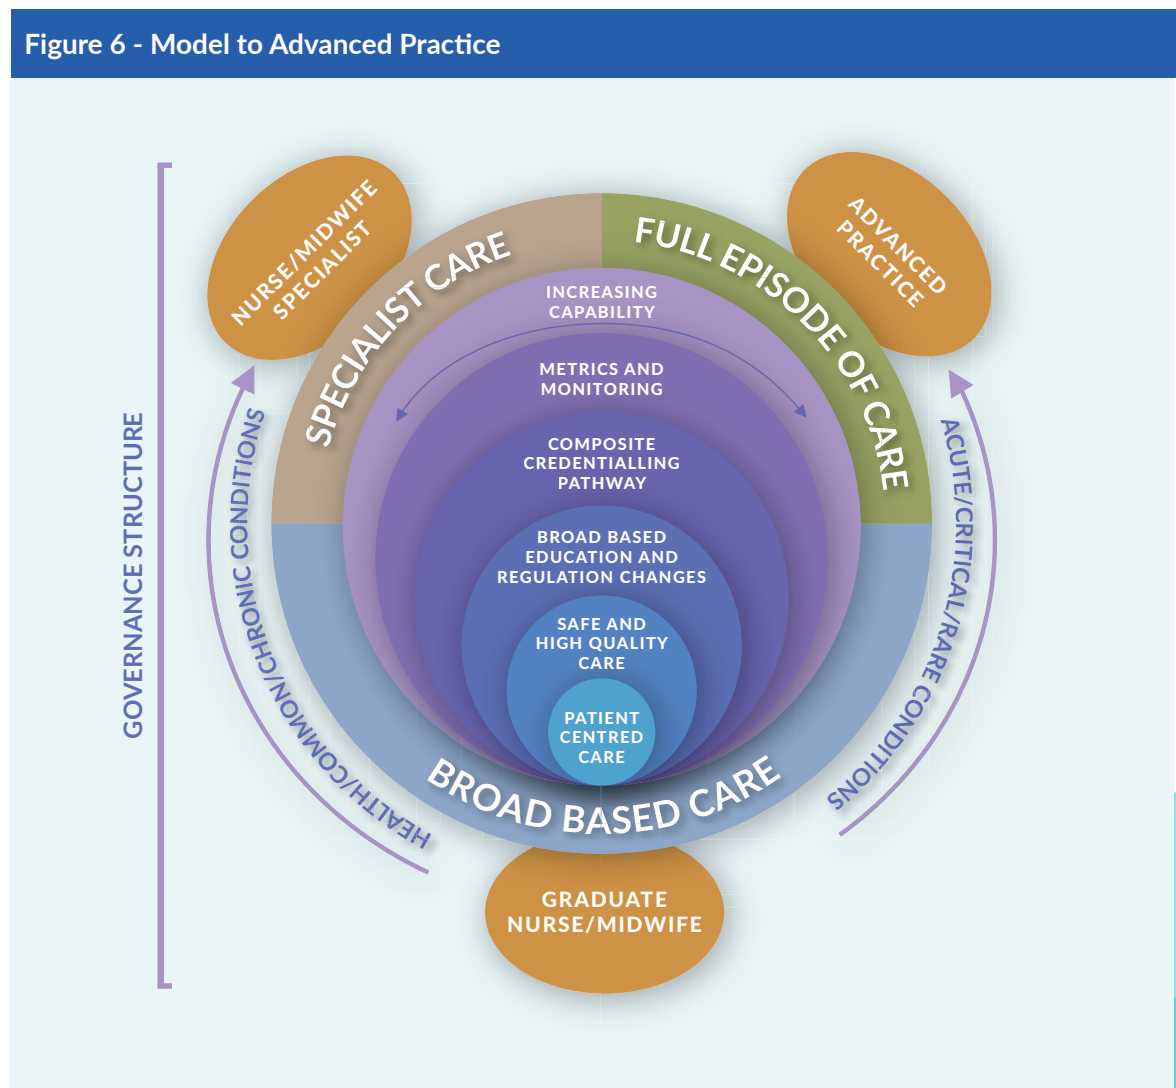 Figure 6 - Model to Advanced Practice
NURSE/MIDWIFE
SPECIALIST
ADVANCED
PRACTICE
SPECIALIST CARE
FULL EPISODE OF CARE
INCREASING
CAPABILITY
METRICS AND
MONITORING
COMPOSITE
CREDENTIALLING
PATHWAY
BROAD BASED
EDUCATION AND
REGULATION CHANGES
SAFE AND
HIGH QUALITY
CARE
PATIENT
CENTRED
CARE
BROAD BASED CARE
GOVERNANCE STRUCTURE
HEALTH/COMMON/CHRONIC CONDITIONS
ACUTE/CRITICAL/RARE CONDITIONS
GRADUATE
NURSE/MIDWIFE